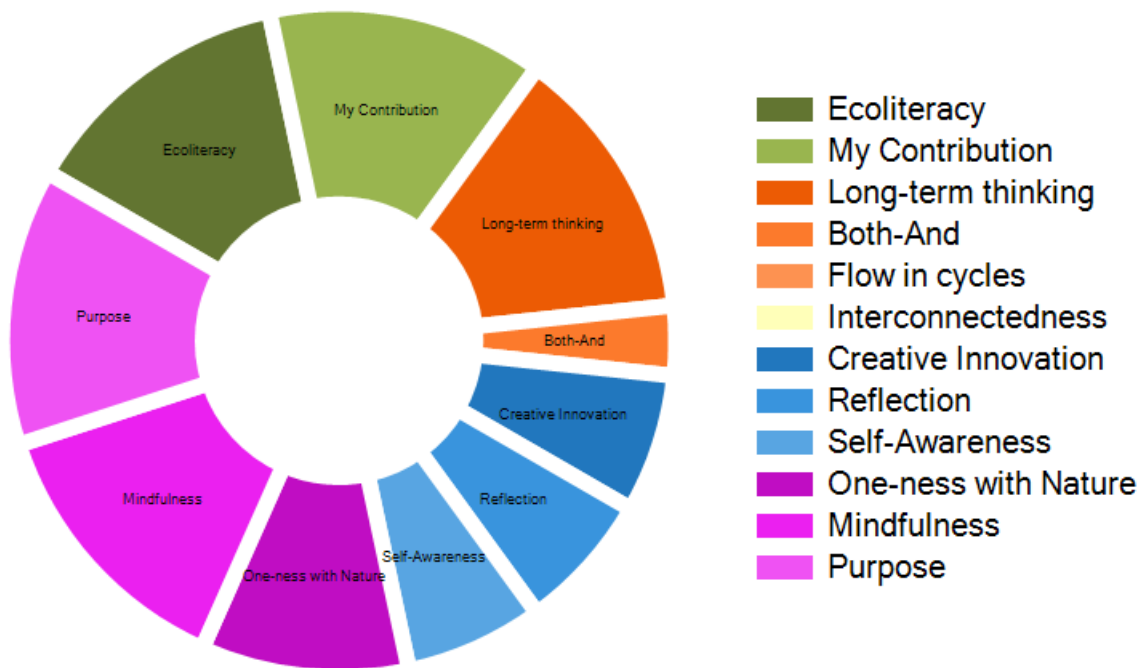 My Contribution
Ecoliteracy
Long-term thinking
Purpose
Both-And
Creative Innovation
Mindfulness
Reflection
Self-Awareness
One-ness with Nature
Ecoliteracy
My Contribution
Long-term thinking
Both-And
Flow in cycles
Interconnectedness
Creative Innovation
Reflection
Self-Awareness
One-ness with Nature
Mindfulness
Purpose